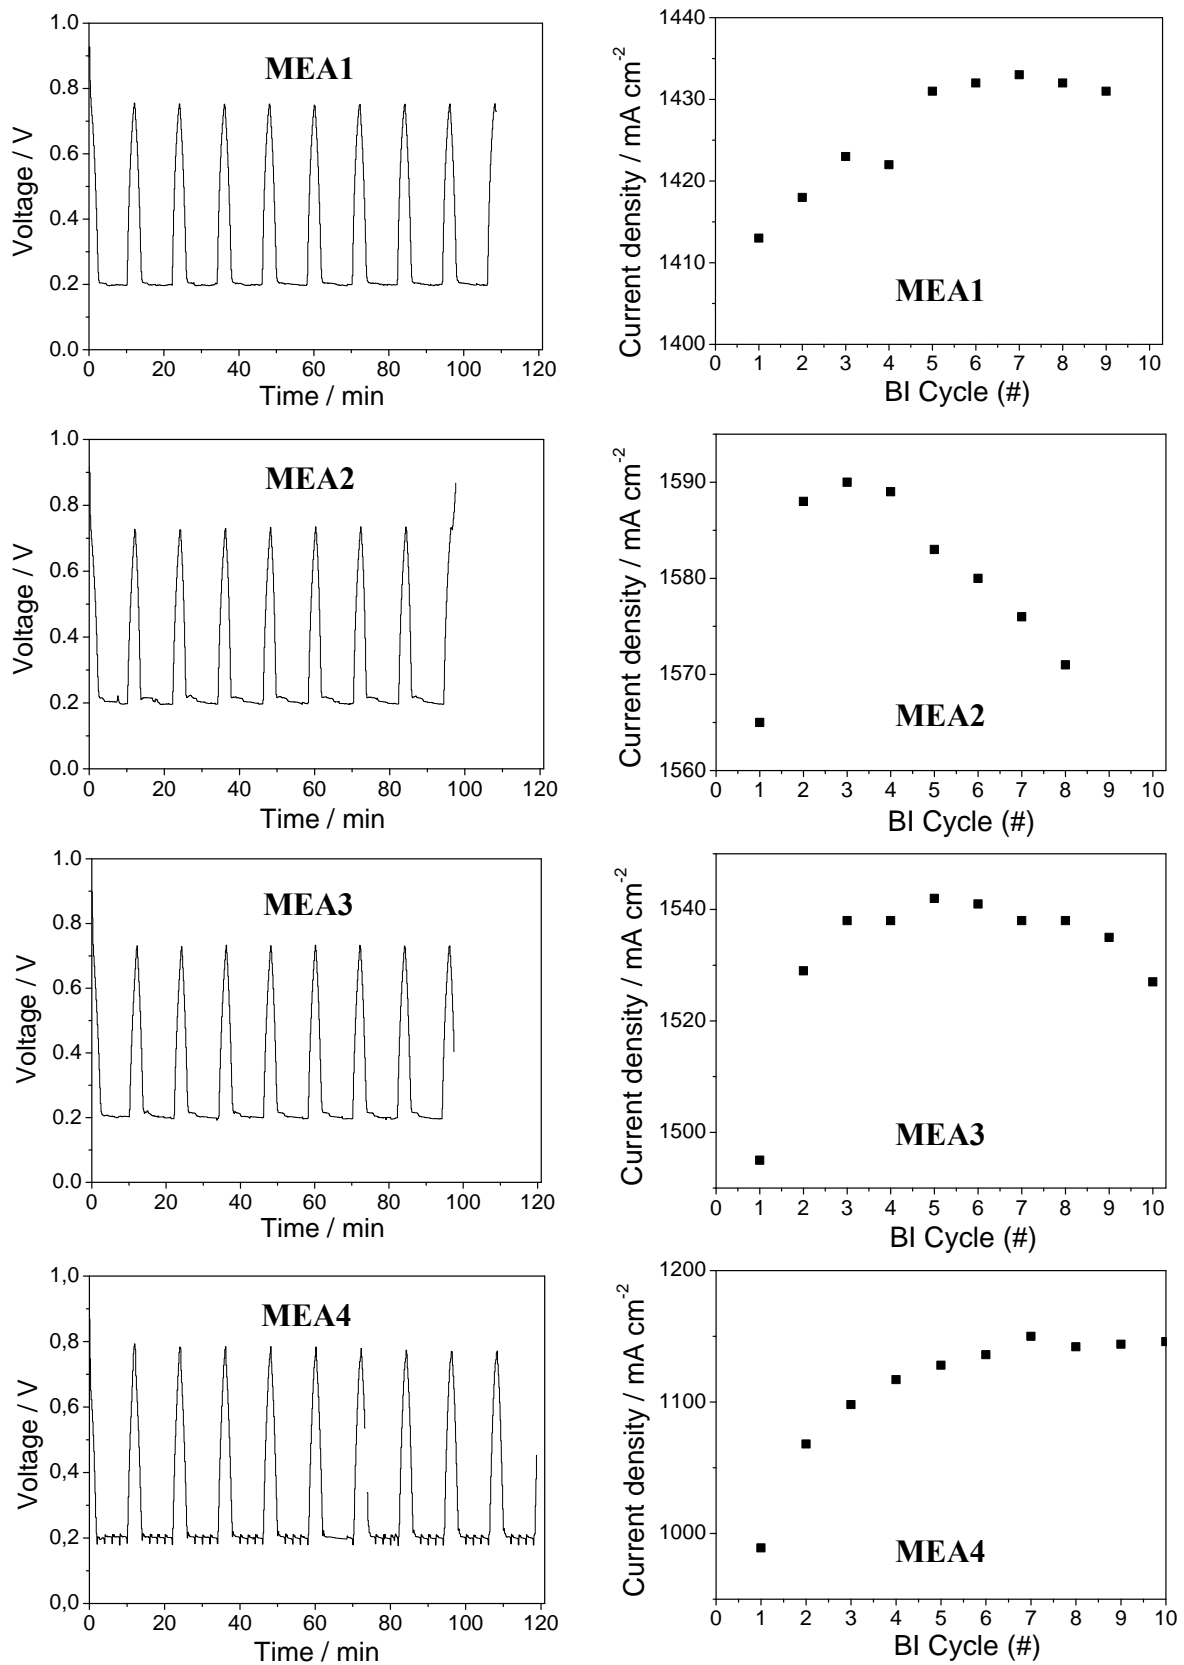 1.0
0.8
0.6
0.4
0.2
0.0
Voltage / V
MEA1
0 20 40 60 80 100 120
Time / min
1440
1430
1420
1410
1400
Current density / mA cm-2
MEA1
0 1 2 3 4 5 6 7 8 9 10
BI Cycle (#)
1.0
0.8
0.6
0.4
0.2
0.0
Voltage / V
MEA2
0 20 40 60 80 100 120
Time / min
1590
1580
1570
1560
Current density / mA cm-2
MEA2
0 1 2 3 4 5 6 7 8 9 10
BI Cycle (#)
1.0
0.8
0.6
0.4
0.2
0.0
Voltage / V
MEA3
0 20 40 60 80 100 120
Time / min
1540
1520
1500
Current density / mA cm-2
MEA3
0 1 2 3 4 5 6 7 8 9 10
BI Cycle (#)
1,0
0,8
0,6
0,4
0,2
0,0
Voltage / V
MEA4
0 20 40 60 80 100 120
Time / min
1200
1100
1000
Current density / mA cm-2
MEA4
0 1 2 3 4 5 6 7 8 9 10
BI Cycle (#)